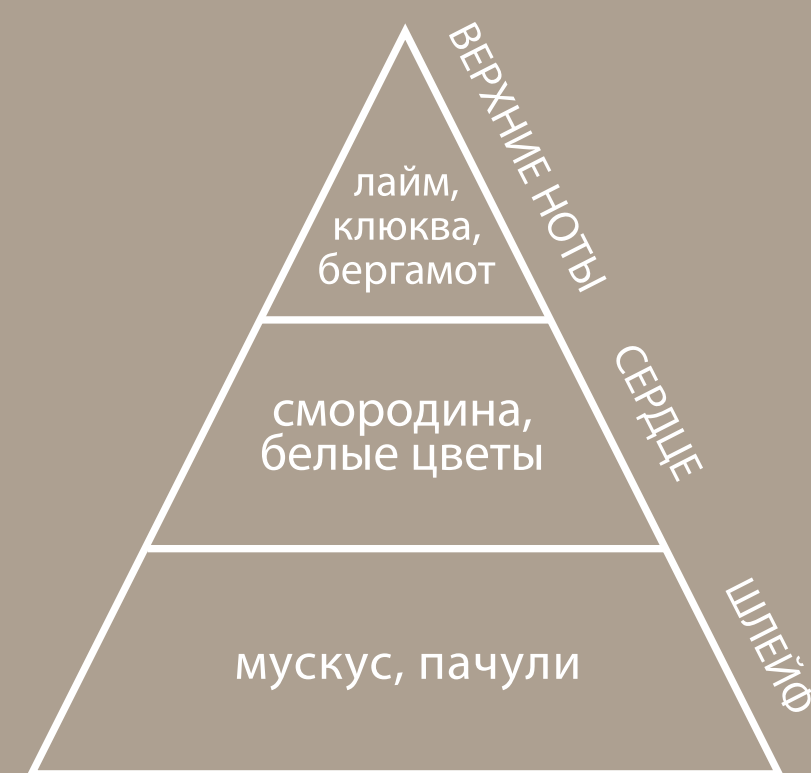 ВЕРХНИЕ НОТЫ
лайм,
клюква,
бергамот
СЕРДЦЕ
смородина,
белые цветы
ШЛЕЙФ
мускус, пачули